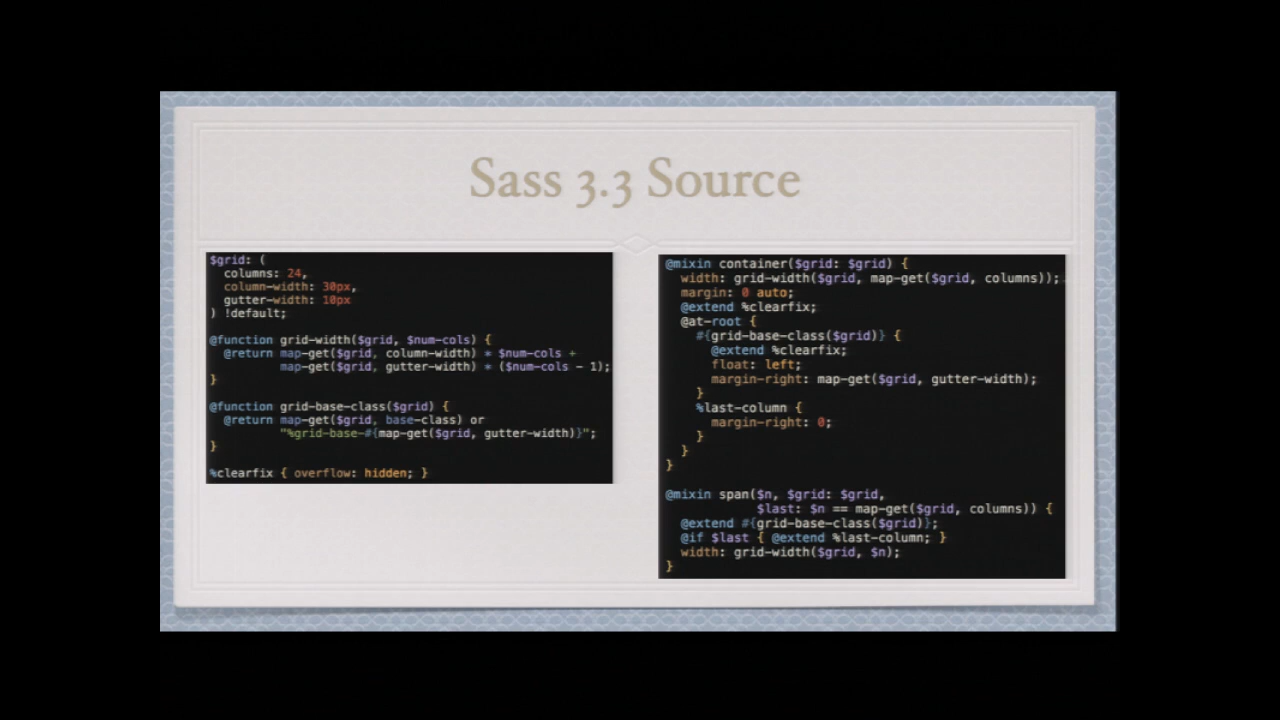 Sass 3.3 Source
$grid: (
  columns: 24,
  column-width: 30px,
  gutter-width: 10px
) !default;
@function grid-width($grid, $num-cols) {
  @return map-get($grid, column-width) * $num-cols +
          map-get($grid, gutter-width) * ($num-cols - 1);
}
@function grid-base-class($grid) {
  @return map-get($grid, base-class) or
          "%grid-base-#{map-get($grid, gutter-width)}";
}
%clearfix { overflow: hidden; }
@mixin container($grid: $grid) {
  width: grid-width($grid, map-get($grid, columns));
  margin: 0 auto;
  @extend %clearfix;
  @at-root {
    #{grid-base-class($grid)} {
      @extend %clearfix;
      float: left;
      margin-right: map-get($grid, gutter-width);
    }
    %last-column {
      margin-right: 0;
    }
  }
}
@mixin span($n, $grid: $grid,
            $last: $n == map-get($grid, columns)) {
  @extend #{grid-base-class($grid)};
  @if $last { @extend %last-column; }
  width: grid-width($grid, $n);
}